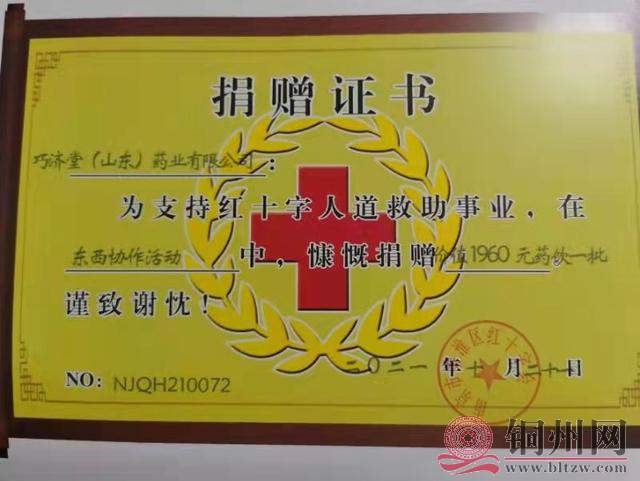 捐赠证书
巧济堂（山东）药业有限公司：
为支持红十字人道救助事业，在
东西协作活动中，慷慨捐赠价值1960元药饮一批
谨致谢忱！
二〇二一年七月二十一日
NO: NJQH210072
铜州网
www.bltzw.com